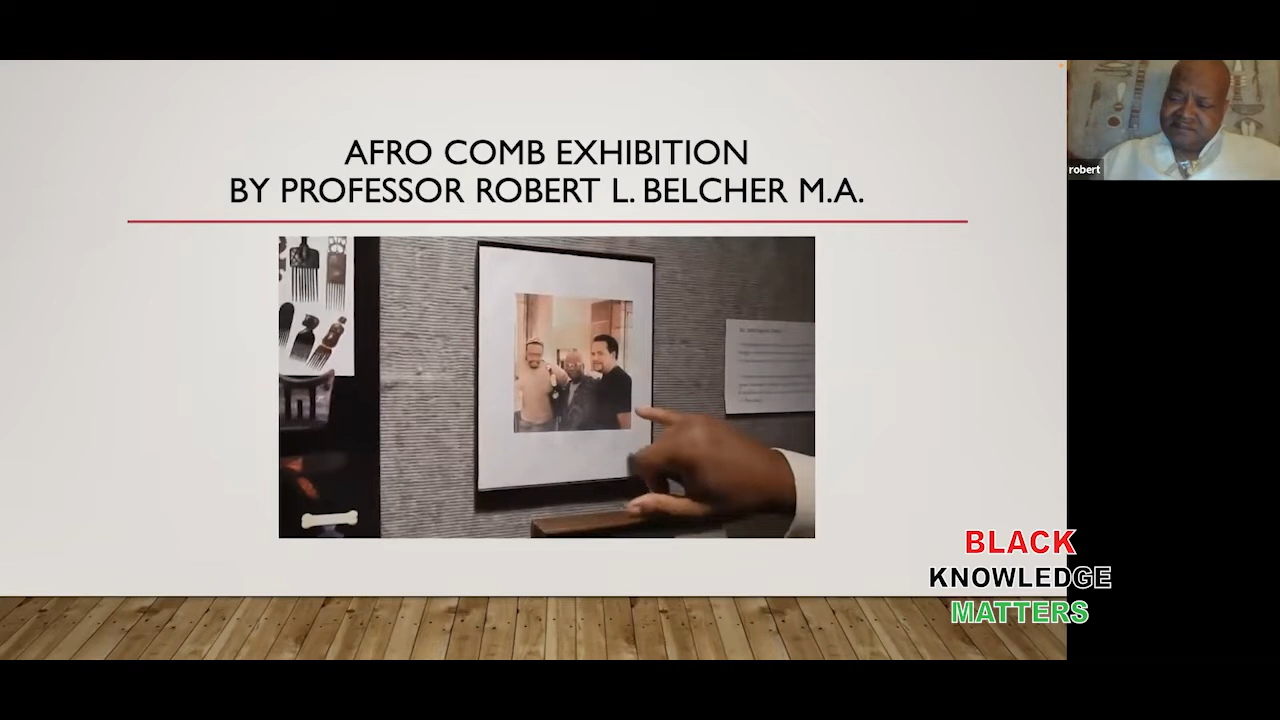 AFRO COMB EXHIBITION
BY PROFESSOR ROBERT L. BELCHER M.A.
robert
BLACK
KNOWLEDGE
MATTERS